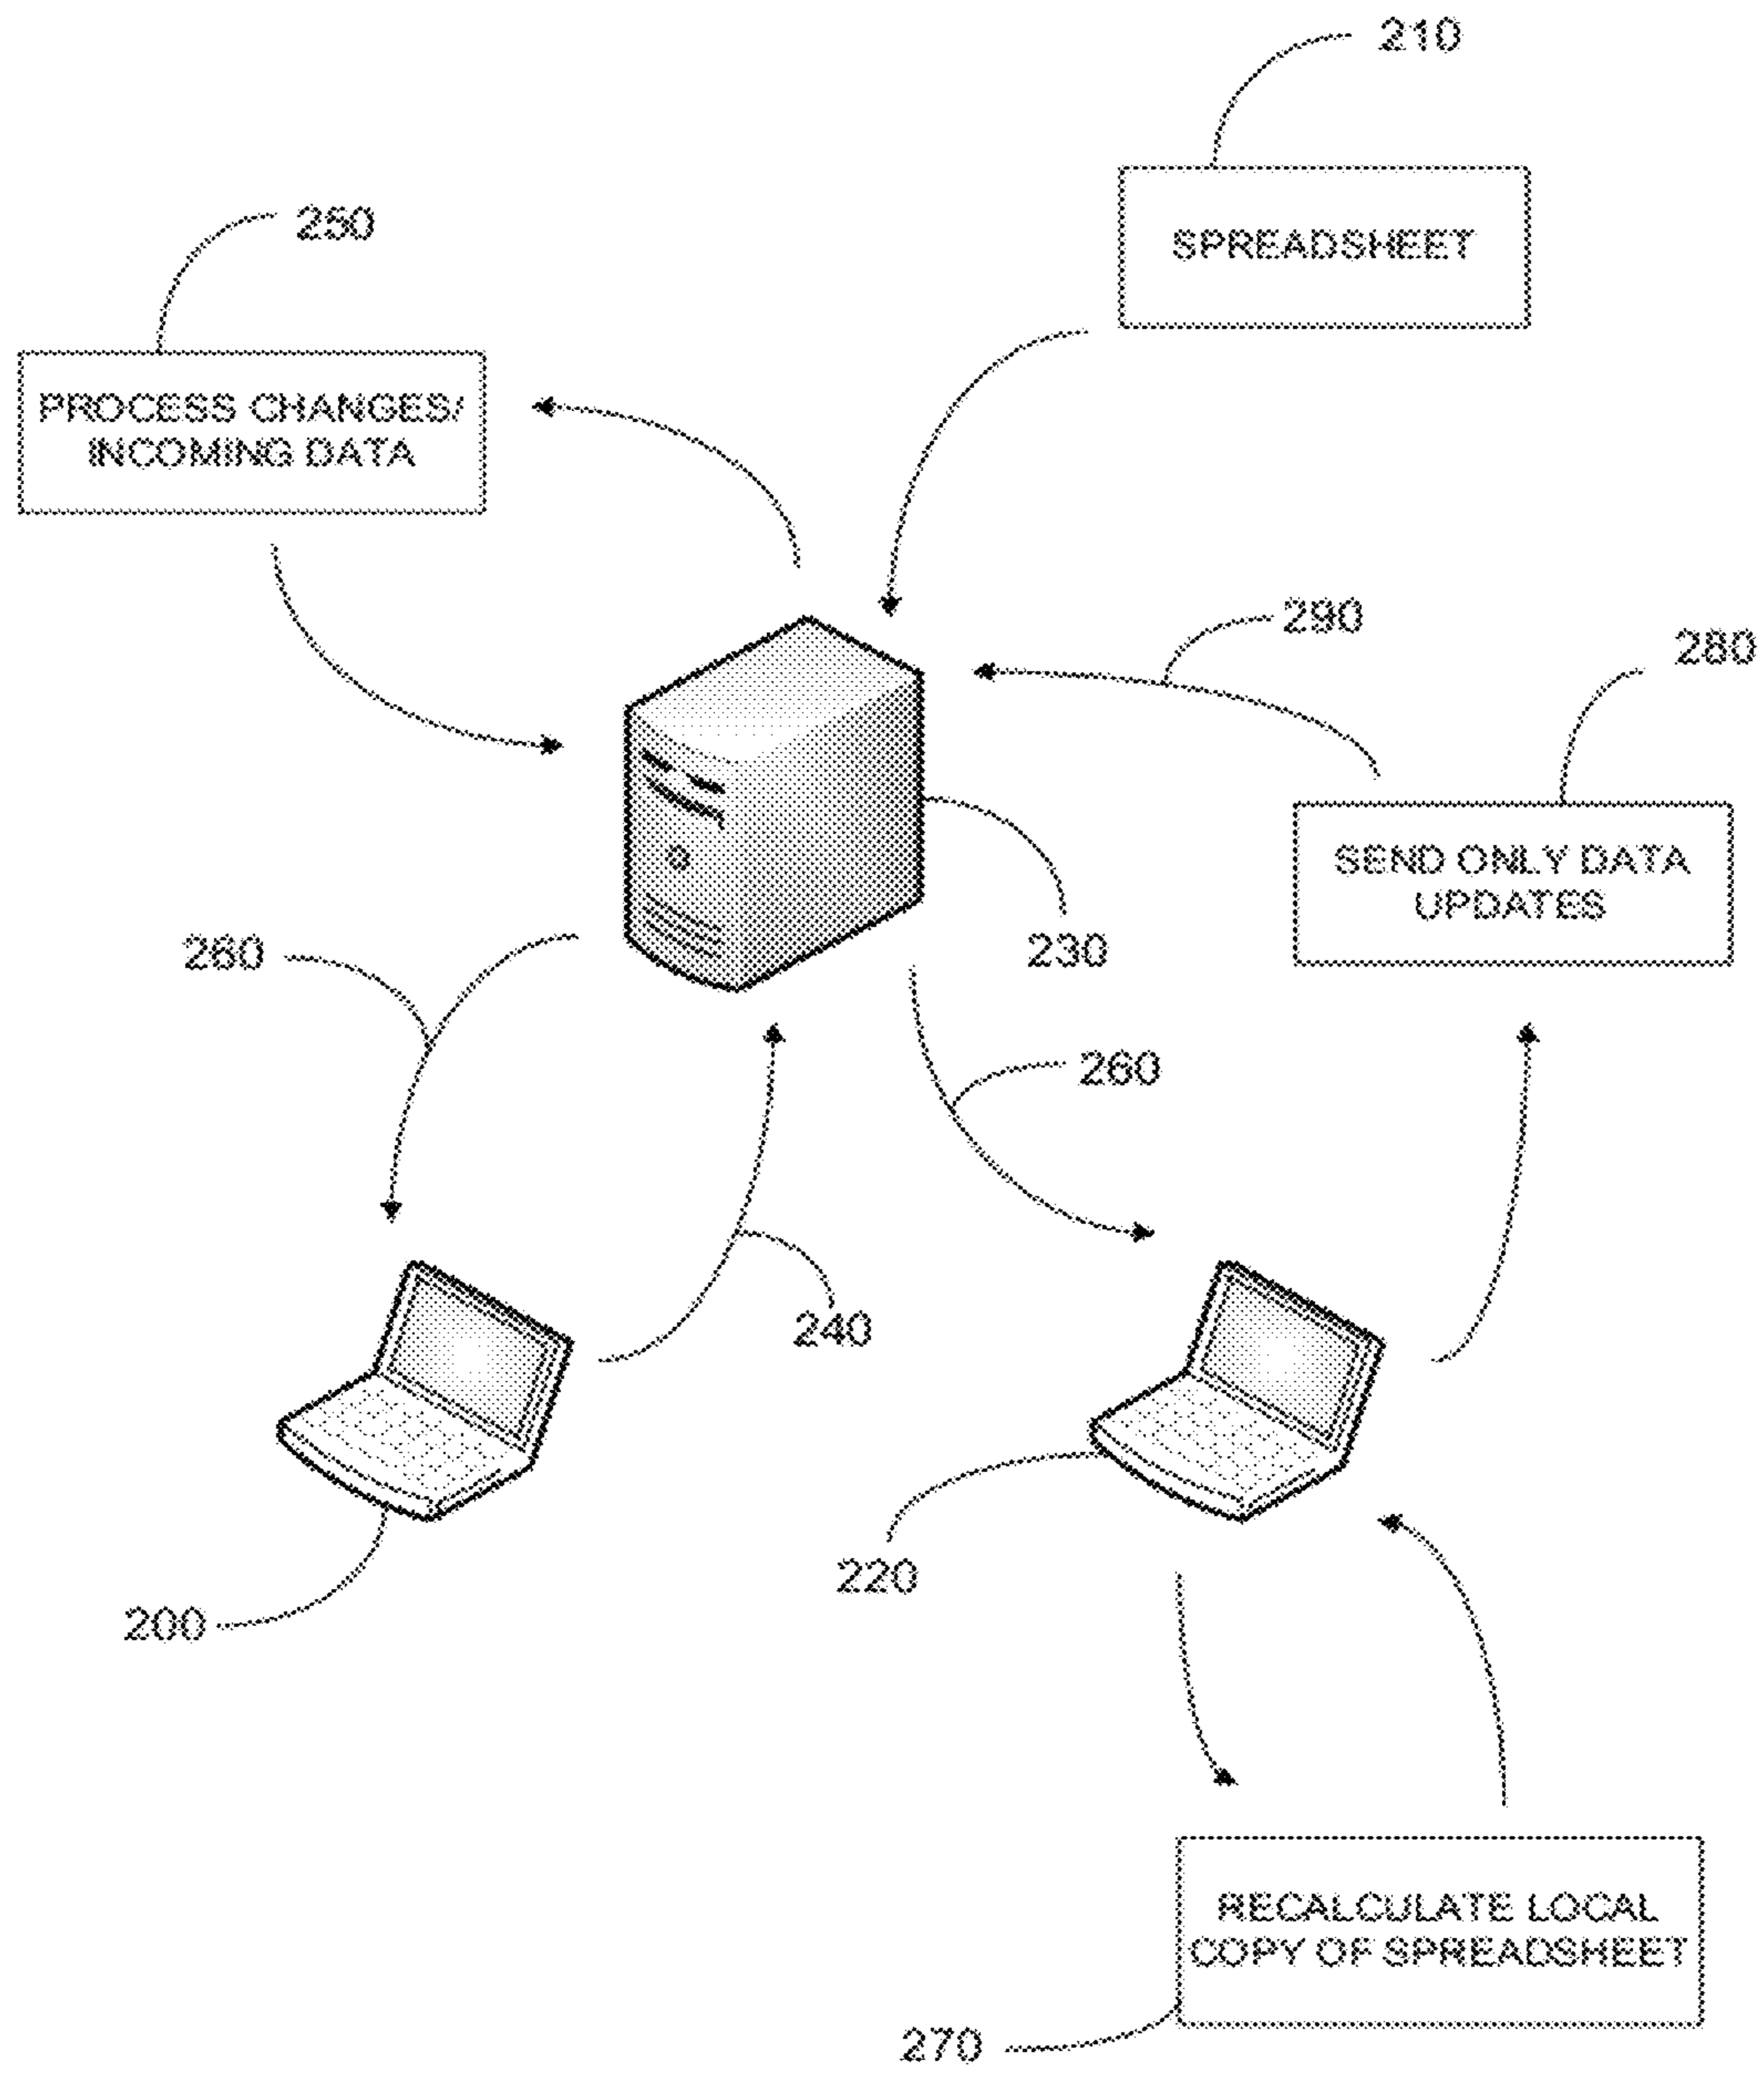 210
SPREADSHEET
250
PROCESS CHANGES/
INCOMING DATA
290
280
SEND ONLY DATA
UPDATES
230
260
260
240
220
200
RECALCULATE LOCAL
COPY OF SPREADSHEET
270